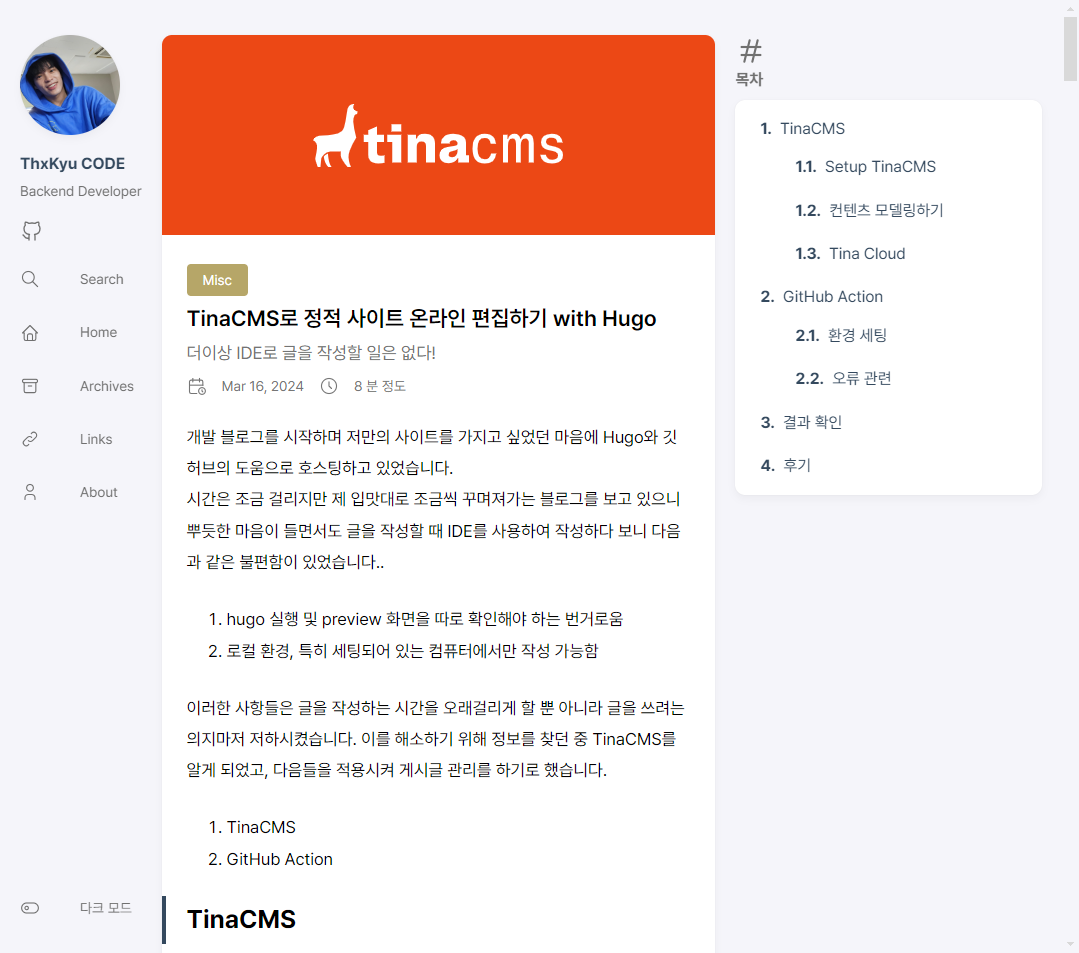 ThxKyu CODE
Backend Developer
Search
Home
Archives
Links
About
다크 모드
tinacms
Misc
TinaCMS로 정적 사이트 온라인 편집하기 with Hugo
더이상 IDE로 글을 작성할 일은 없다!
Mar 16, 2024
8 분 정도
개발 블로그를 시작하며 저만의 사이트를 가지고 싶었던 마음에 Hugo와 깃
허브의 도움으로 호스팅하고 있었습니다.
시간은 조금 걸리지만 제 입맛대로 조금씩 꾸며져가는 블로그를 보고 있으니
뿌듯한 마음이 들면서도 글을 작성할 때 IDE를 사용하여 작성하다 보니 다음
과 같은 불편함이 있었습니다..
1. hugo 실행 및 preview 화면을 따로 확인해야 하는 번거로움
2. 로컬 환경, 특히 세팅되어 있는 컴퓨터에서만 작성 가능함
이러한 사항들은 글을 작성하는 시간을 오래걸리게 할 뿐 아니라 글을 쓰려는
의지마저 저하시켰습니다. 이를 해소하기 위해 정보를 찾던 중 TinaCMS를
알게 되었고, 다음들을 적용시켜 게시글 관리를 하기로 했습니다.
1. TinaCMS
2. GitHub Action
TinaCMS
목차
1. TinaCMS
1.1. Setup TinaCMS
1.2. 컨텐츠 모델링하기
1.3. Tina Cloud
2. GitHub Action
2.1. 환경 세팅
2.2. 오류 관련
3. 결과 확인
4. 후기